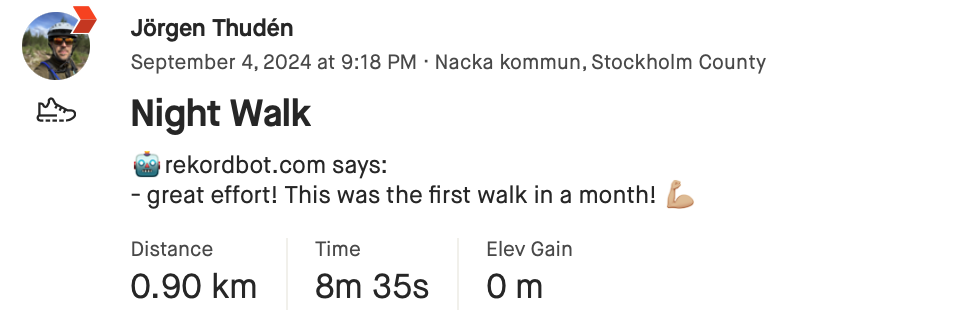 Jörgen Thudén
September 4, 2024 at 9:18 PM · Nacka kommun, Stockholm County
Night Walk
🤖 rekordbot.com says:
- great effort! This was the first walk in a month! 💪🏼
Distance Time Elev Gain
0.90 km 8m 35s 0 m